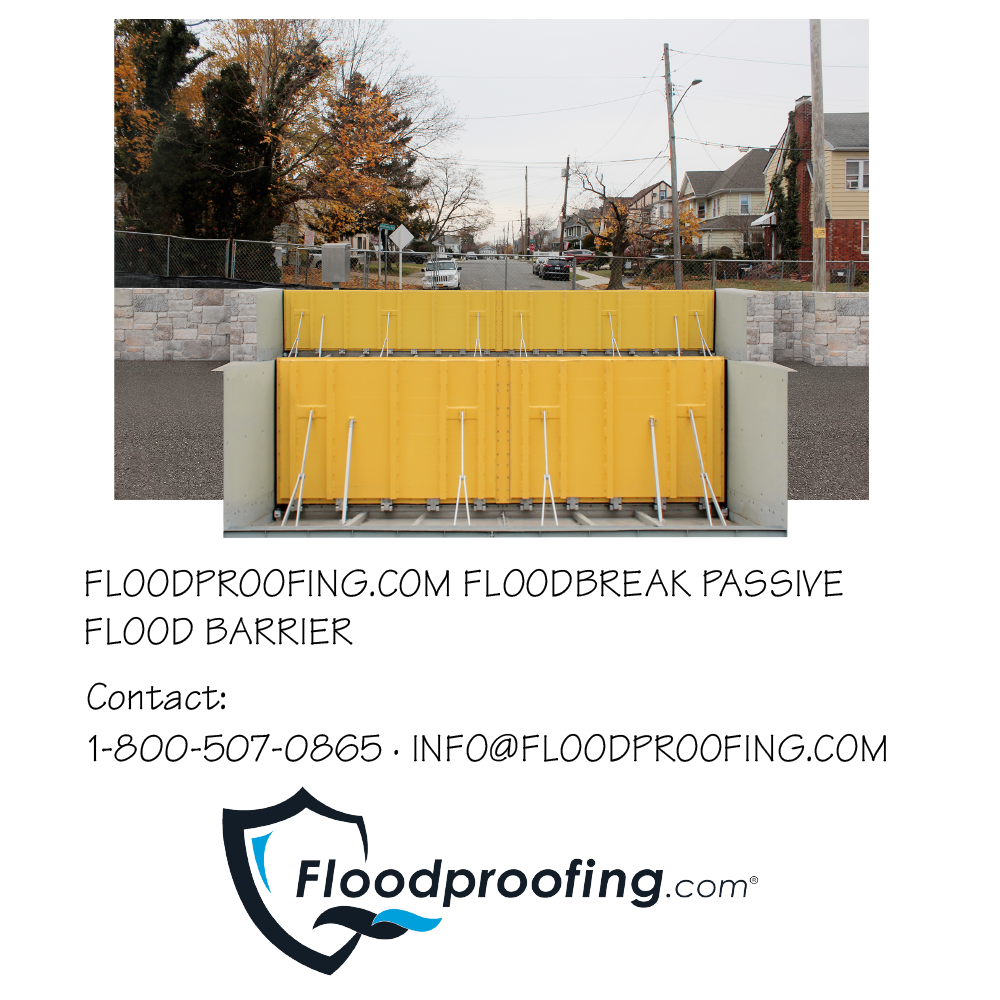 FLOODPROOFING.COM FLOODBREAK PASSIVE
FLOOD BARRIER
Contact:
1-800-507-0865 · INFO@FLOODPROOFING.COM
Floodproofing.com®